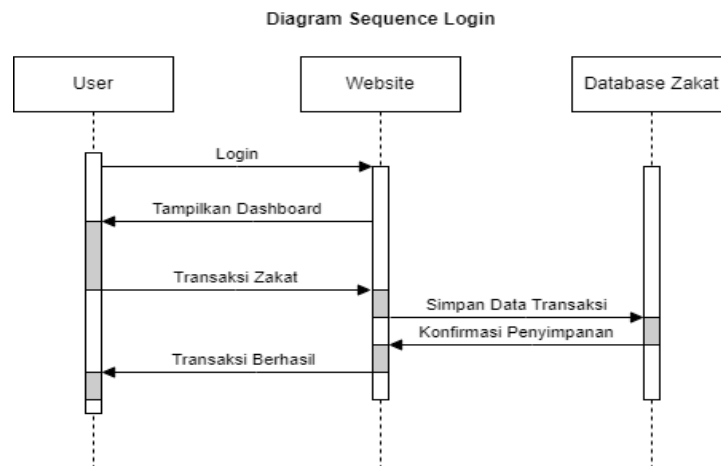 Diagram Sequence Login
User
Website
Database Zakat
Login
Tampilkan Dashboard
Transaksi Zakat
Simpan Data Transaksi
Konfirmasi Penyimpanan
Transaksi Berhasil